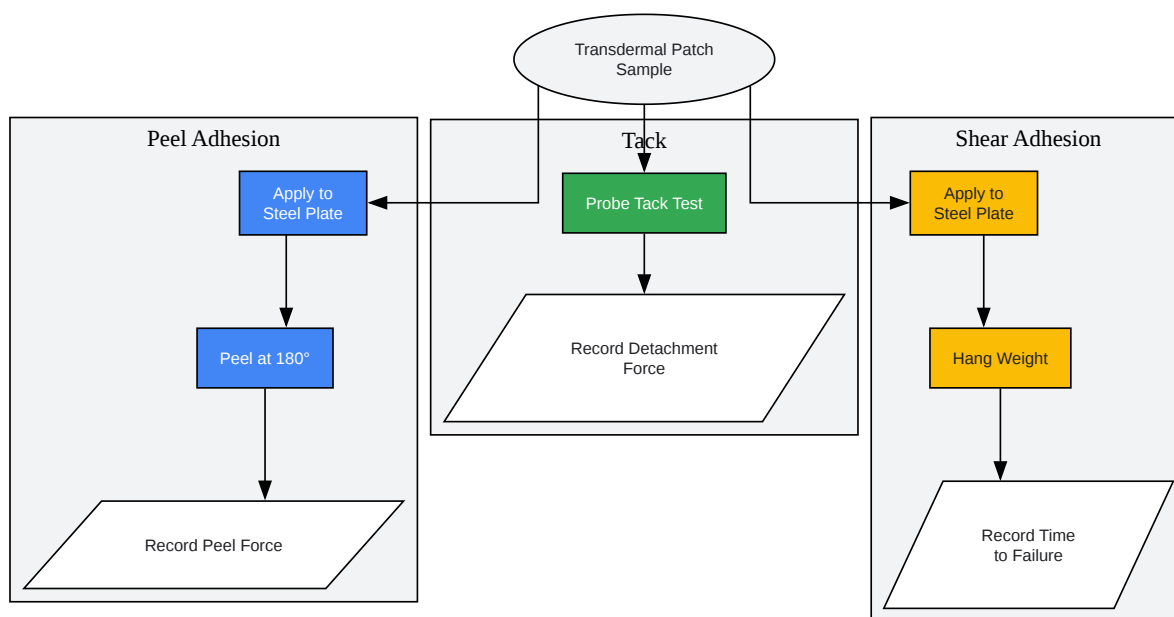 Transdermal Patch
Sample
Peel Adhesion
Apply to
Steel Plate
Peel at 180°
Record Peel Force
Tack
Probe Tack Test
Record Detachment
Force
Shear Adhesion
Apply to
Steel Plate
Hang Weight
Record Time
to Failure